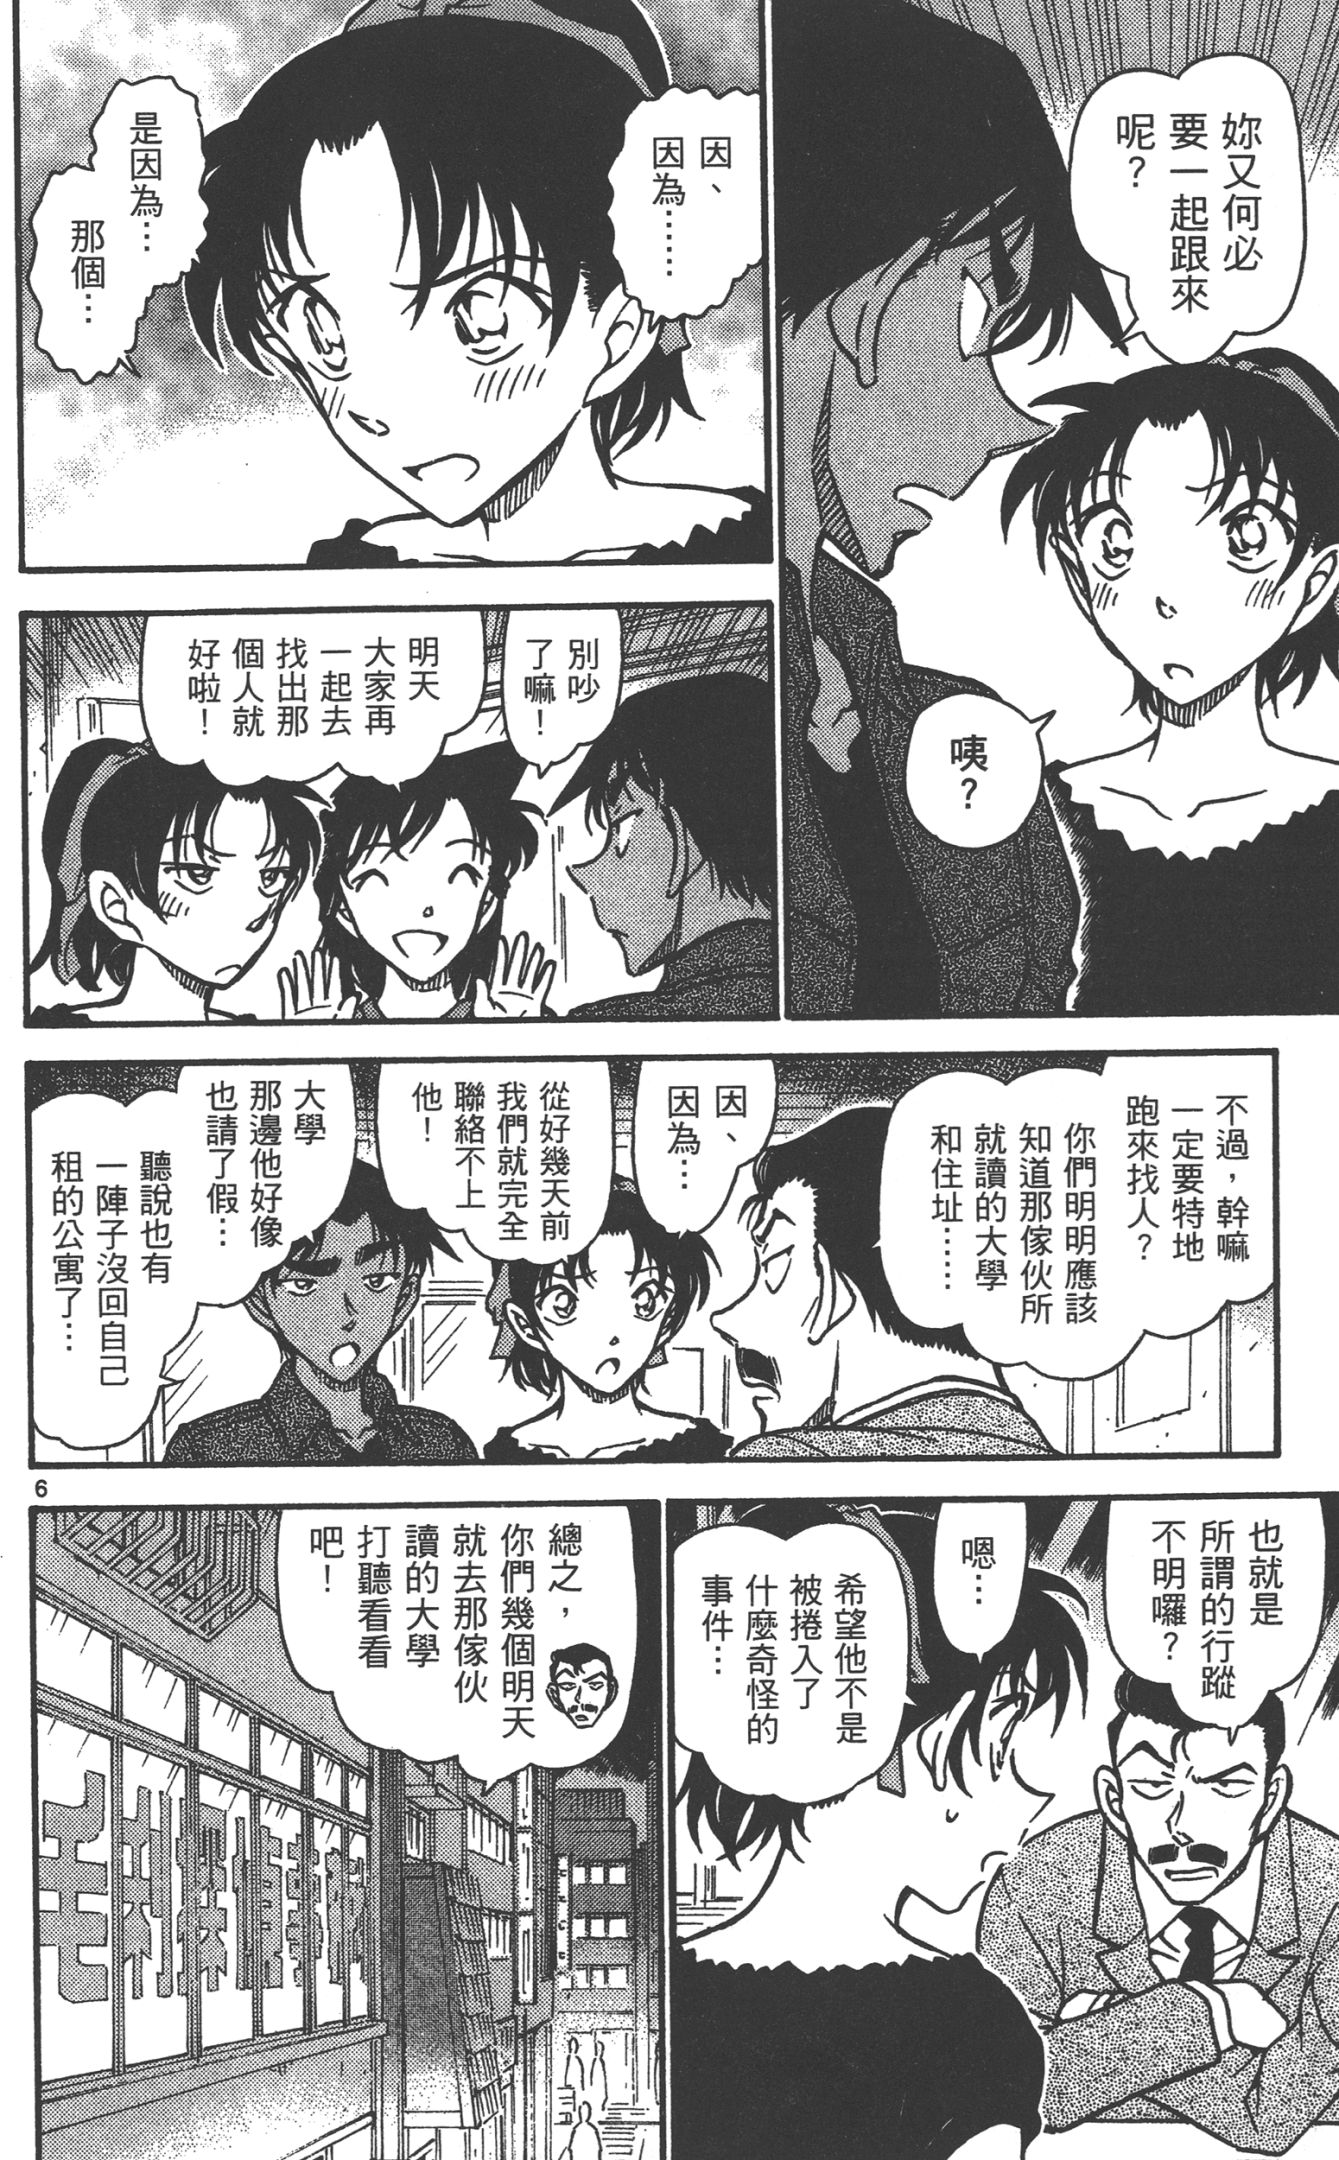 妳又何必
要一起跟來
呢？
咦？
因、
因為……
是因為…
那個…
別吵
了嘛！
明天
大家再
一起去
找出那
個人就
好啦！
不過，幹嘛
一定要特地
跑來找人？
你們明明應該
知道那傢伙所
就讀的大學
和住址……
因、
因為…
從好幾天前
我們就完全
聯絡不上
他！
大學
那邊他好像
也請了假…
聽說也有
一陣子沒回自己
租的公寓了…
6
也就是
所謂的行蹤
不明囉？
嗯…
希望他不是
被捲入了
什麼奇怪的
事件…
總之，
你們幾個明天
就去那傢伙
讀的大學
打聽看看
吧！
毛利探偵事務